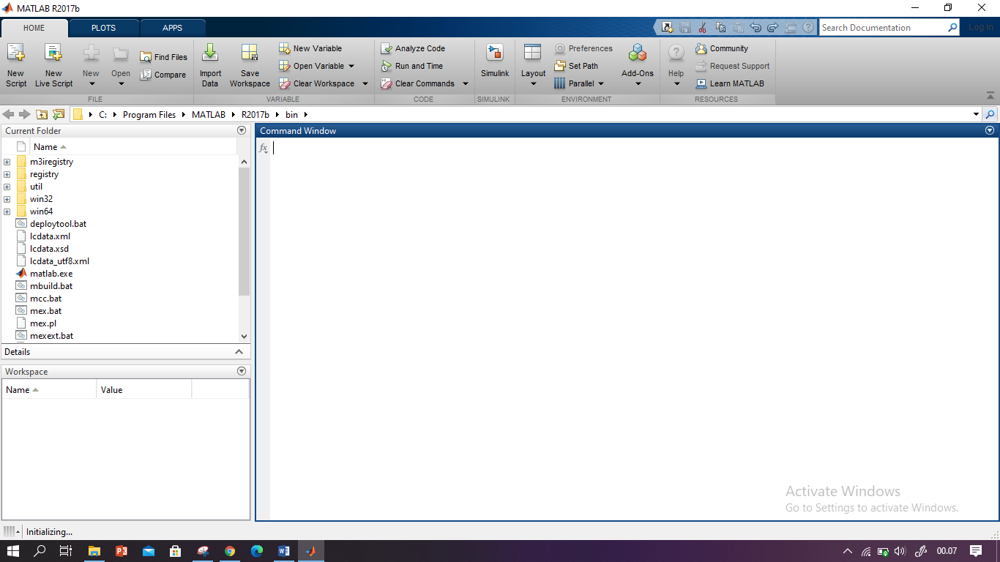 MATLAB R2017b
HOME PLOTS APPS Search Documentation Log In
New Script
New Live Script
New
Open
Find Files
Compare
FILE
Import Data
Save Workspace
New Variable
Open Variable
Clear Workspace
VARIABLE
Analyze Code
Run and Time
Clear Commands
CODE
Simulink
SIMULINK
Layout
Preferences
Set Path
Parallel
Add-Ons
ENVIRONMENT
Help
Community
Request Support
Learn MATLAB
RESOURCES
C: Program Files MATLAB R2017b bin
Current Folder
Name
m3iregistry
registry
util
win32
win64
deploytool.bat
lcdata.xml
lcdata.xsd
lcdata_utf8.xml
matlab.exe
mbuild.bat
mcc.bat
mex.bat
mex.pl
mexext.bat
Details
Workspace
Name Value
Command Window
fx
Activate Windows
Go to Settings to activate Windows.
Initializing...
00.07